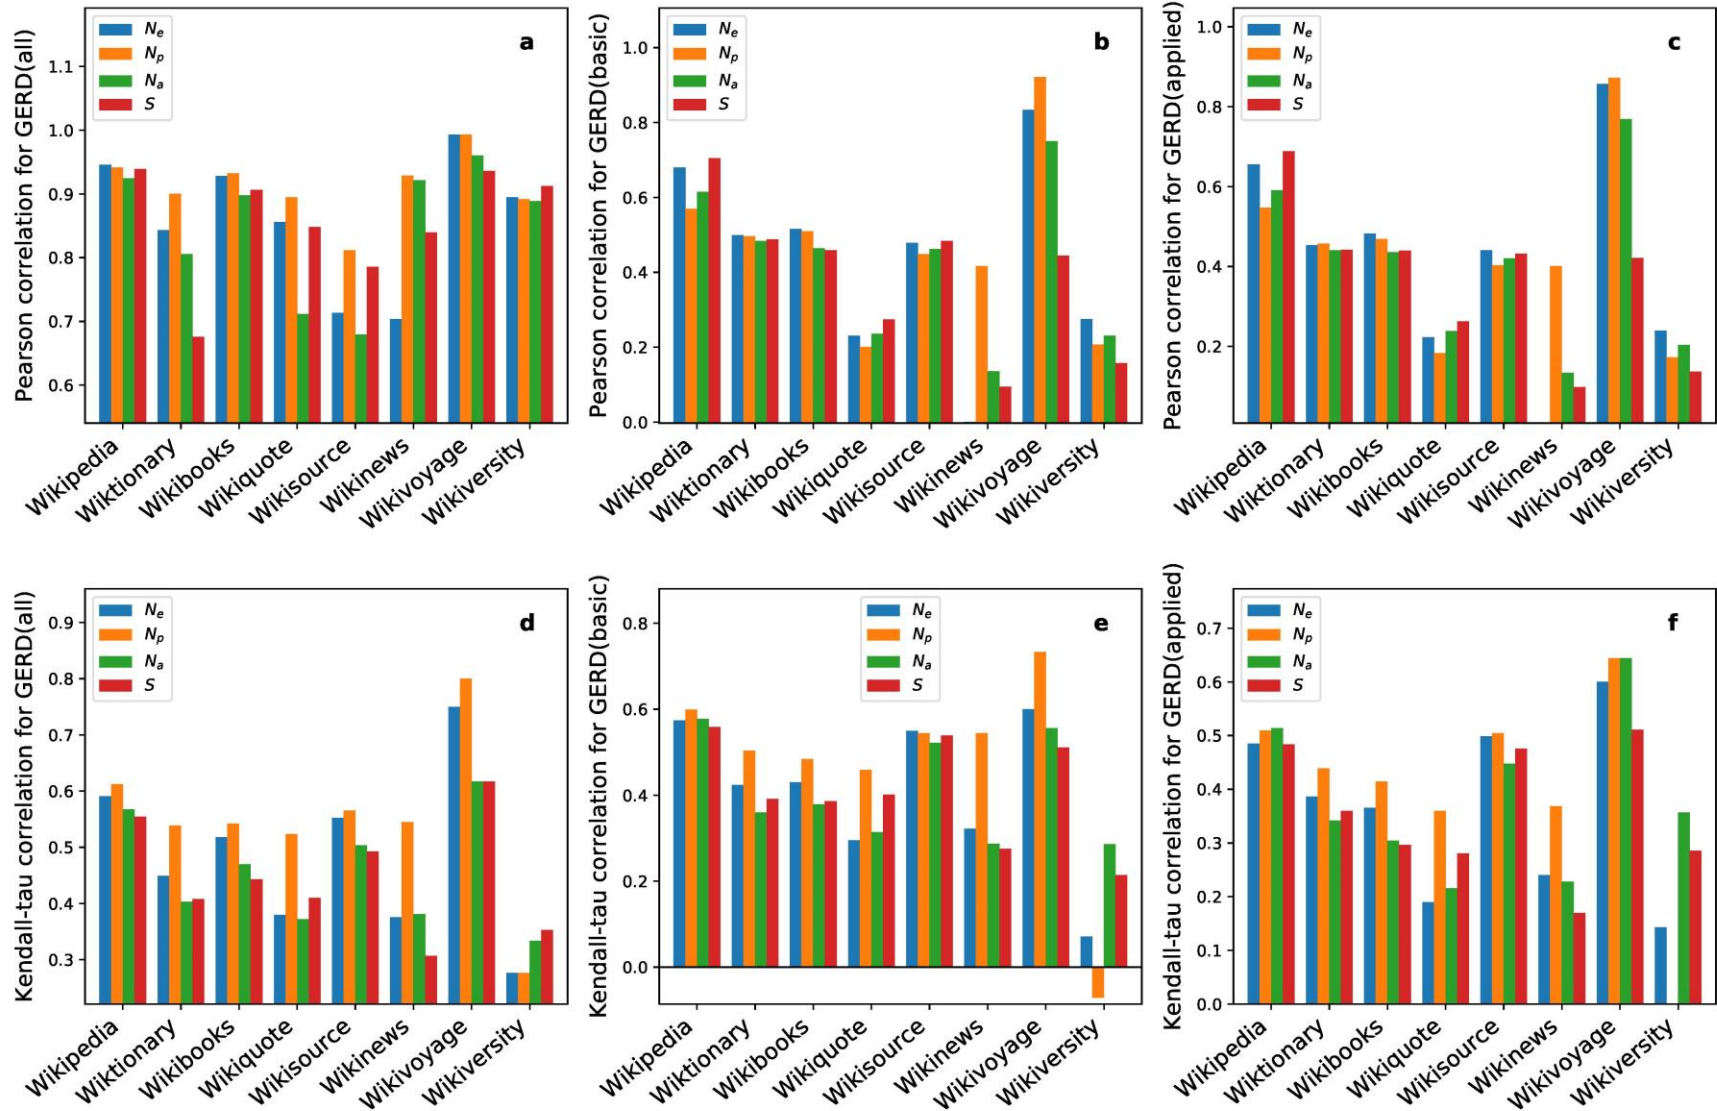 Pearson correlation for GERD(all)
1.1
1.0
0.9
0.8
0.7
0.6
Ne
Np
Na
S
a
Wikipedia
Wiktionary
Wikibooks
Wikiquote
Wikisource
Wikinews
Wikivoyage
Wikiversity
Pearson correlation for GERD(basic)
1.0
0.8
0.6
0.4
0.2
0.0
Ne
Np
Na
S
b
Wikipedia
Wiktionary
Wikibooks
Wikiquote
Wikisource
Wikinews
Wikivoyage
Wikiversity
Pearson correlation for GERD(applied)
1.0
0.8
0.6
0.4
0.2
Ne
Np
Na
S
c
Wikipedia
Wiktionary
Wikibooks
Wikiquote
Wikisource
Wikinews
Wikivoyage
Wikiversity
Kendall-tau correlation for GERD(all)
0.9
0.8
0.7
0.6
0.5
0.4
0.3
Ne
Np
Na
S
d
Wikipedia
Wiktionary
Wikibooks
Wikiquote
Wikisource
Wikinews
Wikivoyage
Wikiversity
Kendall-tau correlation for GERD(basic)
0.8
0.6
0.4
0.2
0.0
Ne
Np
Na
S
e
Wikipedia
Wiktionary
Wikibooks
Wikiquote
Wikisource
Wikinews
Wikivoyage
Wikiversity
Kendall-tau correlation for GERD(applied)
0.7
0.6
0.5
0.4
0.3
0.2
0.1
0.0
Ne
Np
Na
S
f
Wikipedia
Wiktionary
Wikibooks
Wikiquote
Wikisource
Wikinews
Wikivoyage
Wikiversity